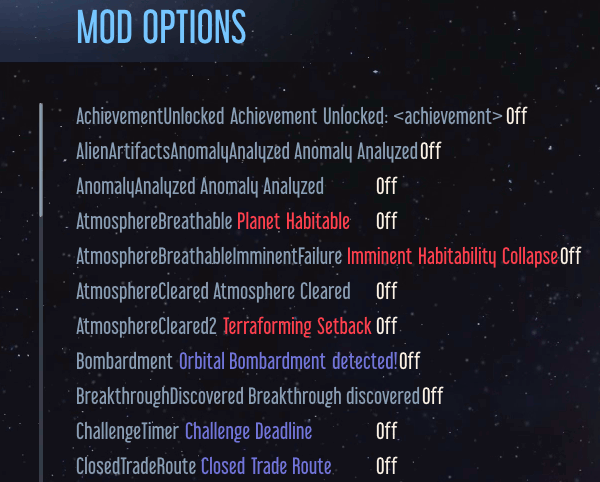 MOD OPTIONS
AchievementUnlocked Achievement Unlocked: <achievement> Off
AlienArtifactsAnomalyAnalyzed Anomaly Analyzed Off
AnomalyAnalyzed Anomaly Analyzed Off
AtmosphereBreathable Planet Habitable Off
AtmosphereBreathableImminentFailure Imminent Habitability Collapse Off
AtmosphereCleared Atmosphere Cleared Off
AtmosphereCleared2 Terraforming Setback Off
Bombardment Orbital Bombardment detected! Off
BreakthroughDiscovered Breakthrough discovered Off
ChallengeTimer Challenge Deadline Off
ClosedTradeRoute Closed Trade Route Off